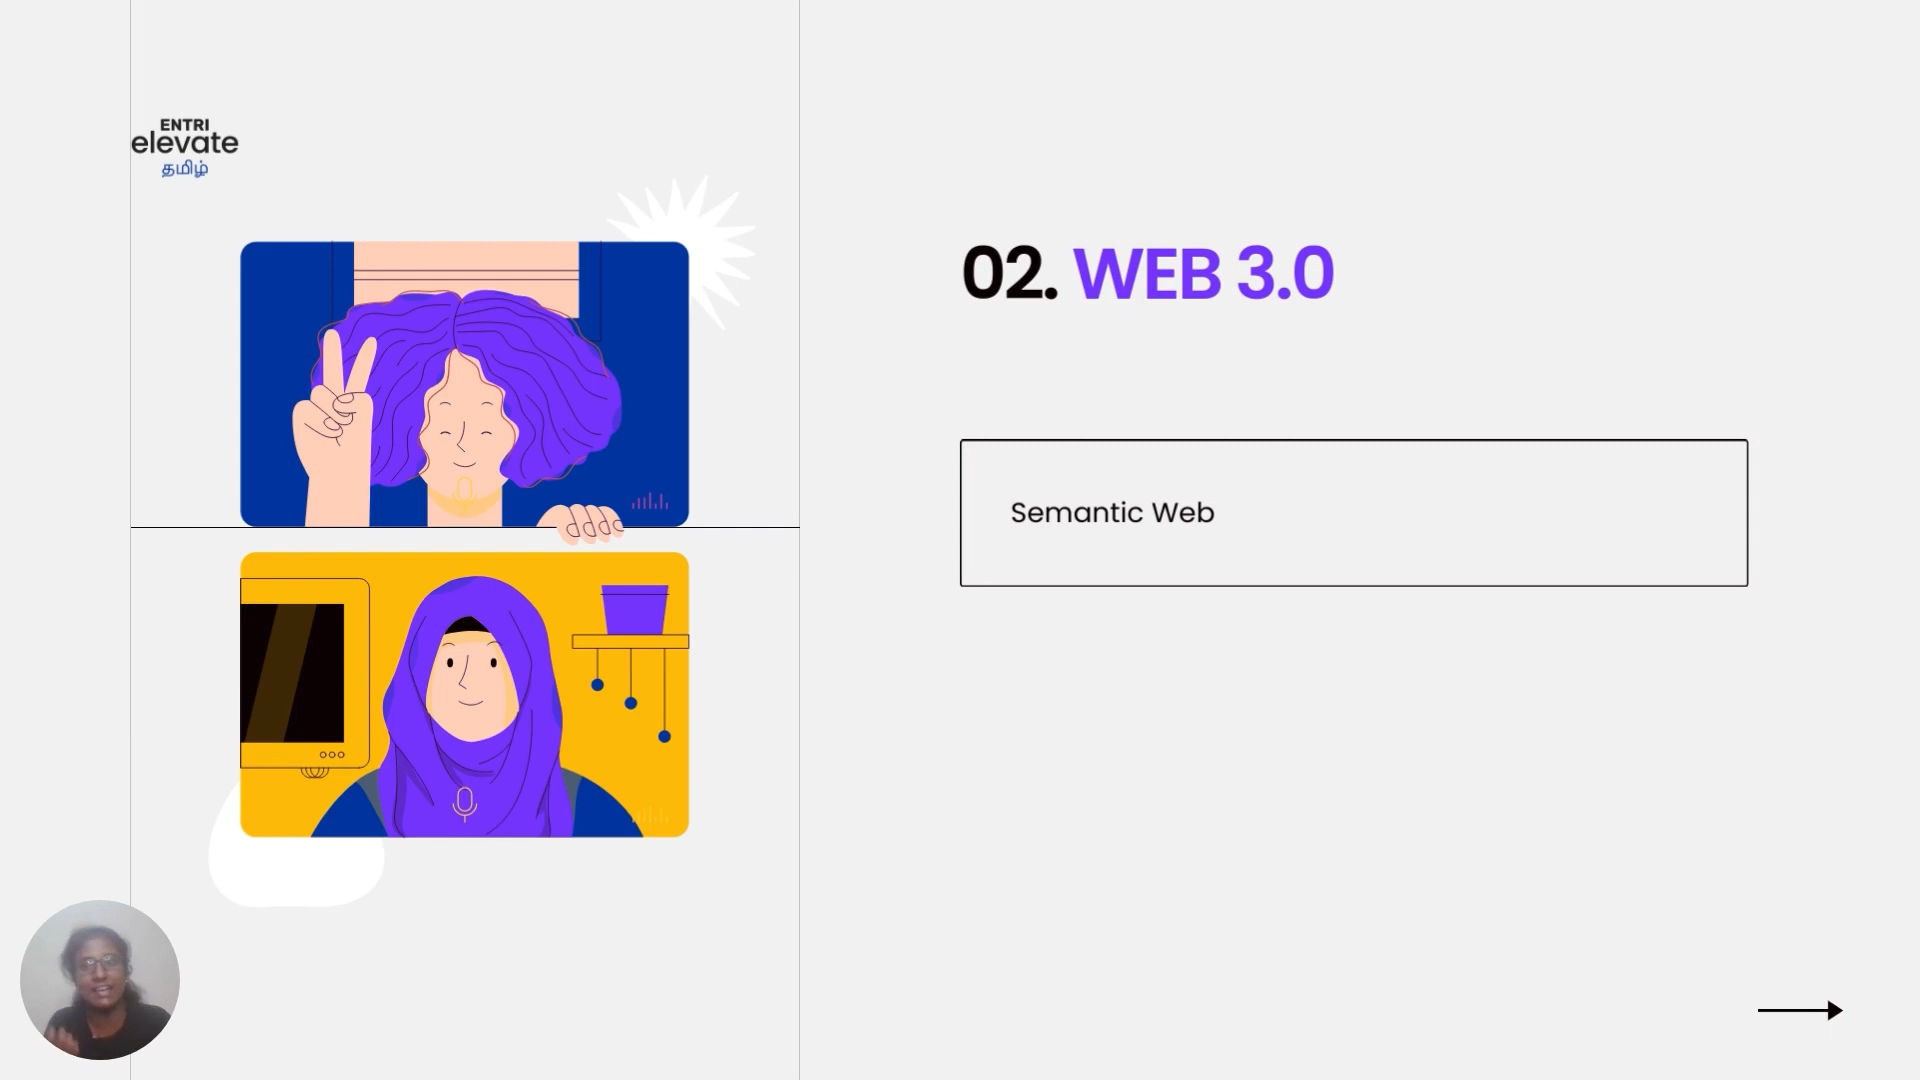 ENTRI
elevate
தமிழ்
02. WEB 3.0
Semantic Web